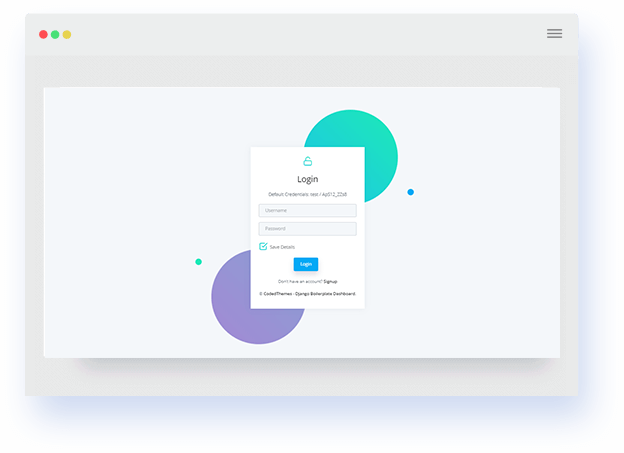 Login
Default Credentials: test / ApS12_ZZs8
Username
Password
Save Details
Login
Don't have an account? Signup
© CodedThemes - Django Boilerplate Dashboard.